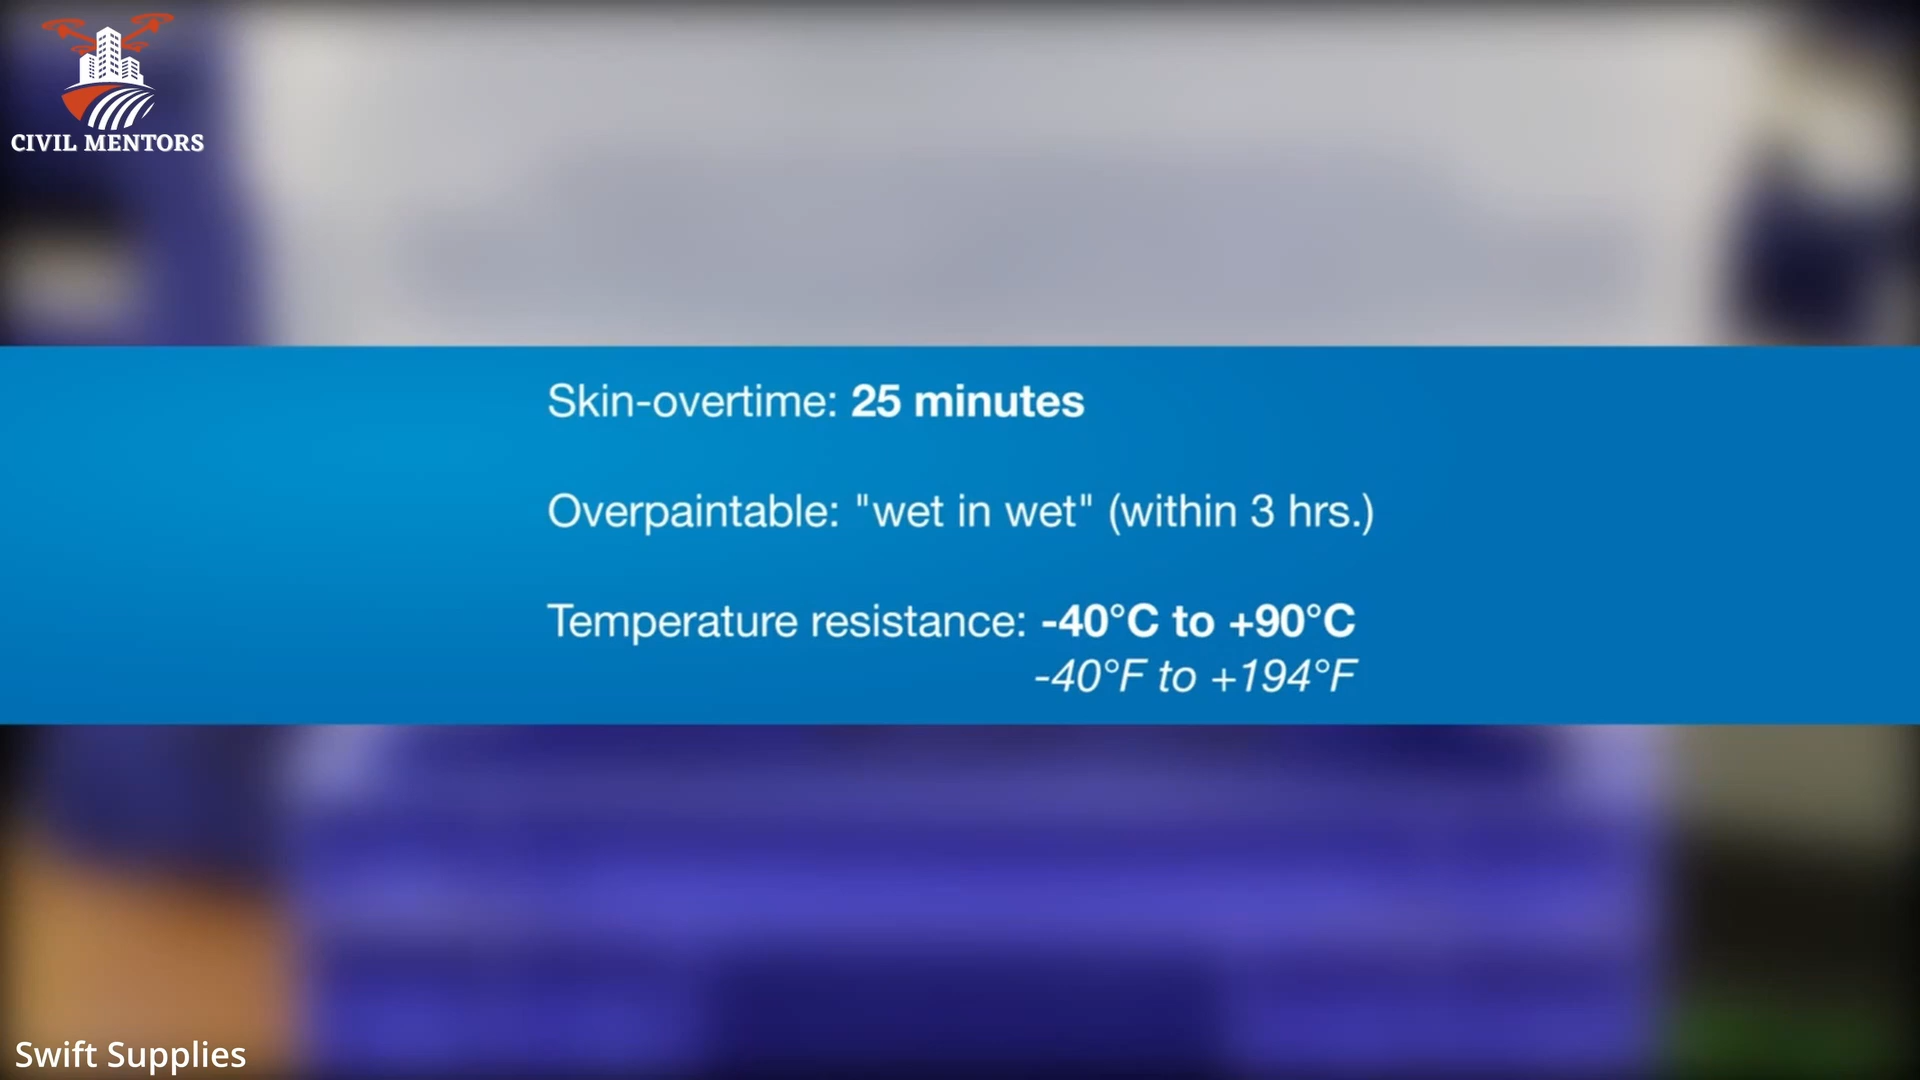 CIVIL MENTORS
Skin-overtime: 25 minutes
Overpaintable: "wet in wet" (within 3 hrs.)
Temperature resistance: -40°C to +90°C
-40°F to +194°F
Swift Supplies